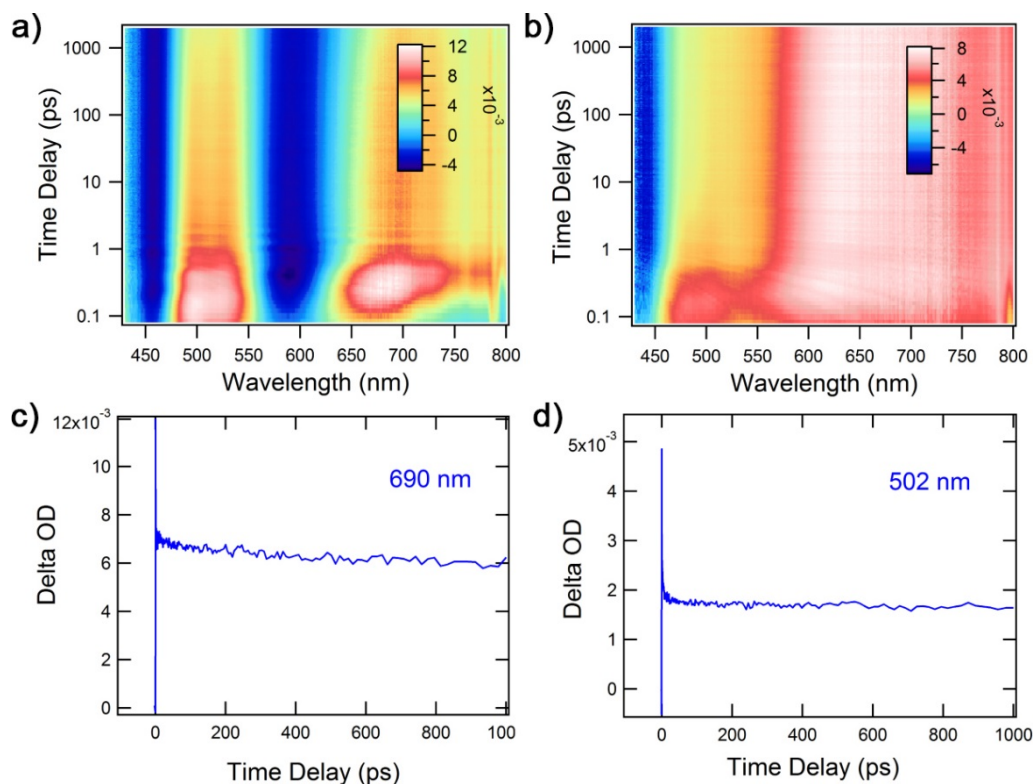 a)
1000
100
10
1
0.1
Time Delay (ps)
450 500 550 600 650 700 750 800
Wavelength (nm)
12
8
4
0
-4
x10-3
b)
1000
100
10
1
0.1
Time Delay (ps)
450 500 550 600 650 700 750 800
Wavelength (nm)
8
4
0
-4
x10-3
c)
12x10-3
10
8
6
4
2
0
Delta OD
690 nm
0 200 400 600 800 100
Time Delay (ps)
d)
5x10-3
4
3
2
1
0
Delta OD
502 nm
0 200 400 600 800 1000
Time Delay (ps)